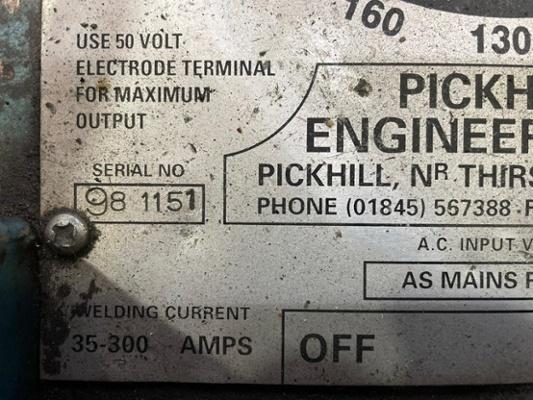 160
130
USE 50 VOLT
ELECTRODE TERMINAL
FOR MAXIMUM
OUTPUT
PICKH
ENGINEER
PICKHILL, NR THIRS
PHONE (01845) 567388
SERIAL NO
98 1151
A.C. INPUT V
AS MAINS
WELDING CURRENT
35-300 AMPS
OFF